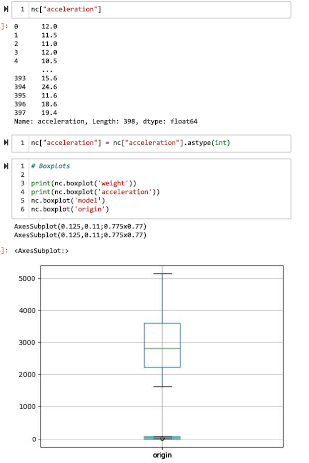 1 nc["acceleration"]
]: 0 12.0
1 11.5
2 11.0
3 12.0
4 10.5
...
393 15.6
394 24.6
395 11.6
396 18.6
397 19.4
Name: acceleration, Length: 398, dtype: float64
1 nc["acceleration"] = nc["acceleration"].astype(int)
1 # Boxplots
2
3 print(nc.boxplot('weight'))
4 print(nc.boxplot('acceleration'))
5 nc.boxplot('model')
6 nc.boxplot('origin')
AxesSubplot(0.125,0.11;0.775x0.77)
AxesSubplot(0.125,0.11;0.775x0.77)
]: <AxesSubplot:>
5000
4000
3000
2000
1000
0
origin